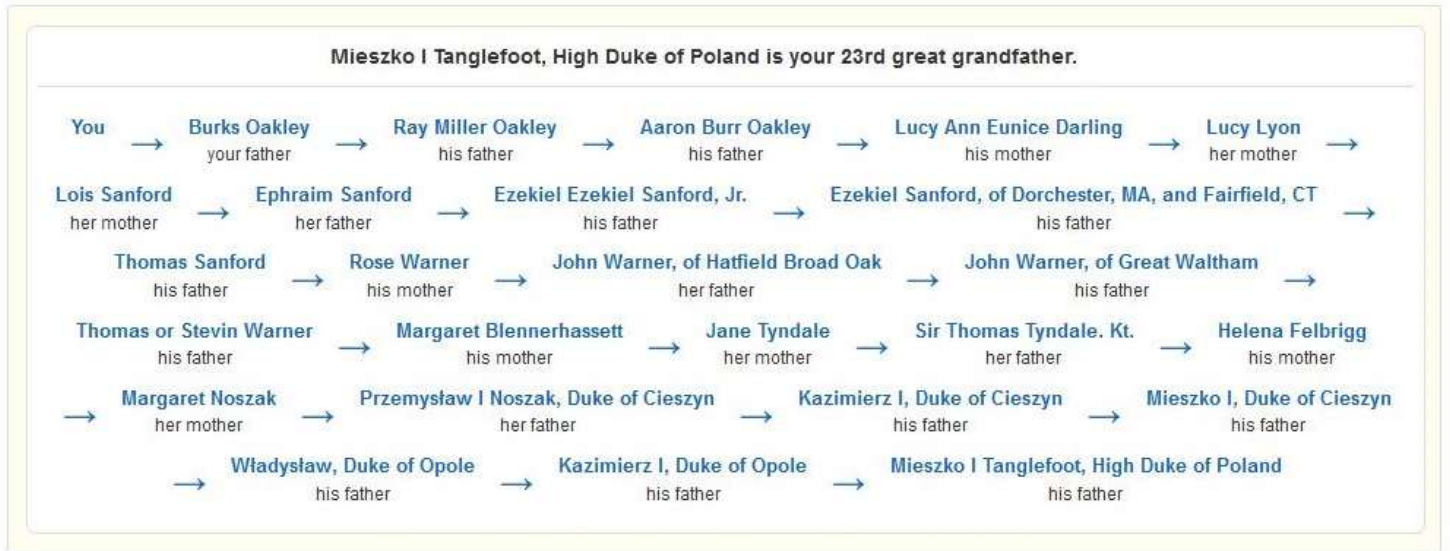 Mieszko I Tanglefoot, High Duke of Poland is your 23rd great grandfather.
You → Burks Oakley → Ray Miller Oakley → Aaron Burr Oakley → Lucy Ann Eunice Darling → Lucy Lyon →
your father his father his father his mother her mother
Lois Sanford → Ephraim Sanford → Ezekiel Ezekiel Sanford, Jr. → Ezekiel Sanford, of Dorchester, MA, and Fairfield, CT →
her mother her father his father his father
Thomas Sanford → Rose Warner → John Warner, of Hatfield Broad Oak → John Warner, of Great Waltham →
his father his mother her father his father
Thomas or Stevin Warner → Margaret Blennerhassett → Jane Tyndale → Sir Thomas Tyndale. Kt. → Helena Felbrigg
his father his mother her mother her father his mother
→ Margaret Noszak → Przemysław I Noszak, Duke of Cieszyn → Kazimierz I, Duke of Cieszyn → Mieszko I, Duke of Cieszyn
her mother her father his father his father
→ Władysław, Duke of Opole → Kazimierz I, Duke of Opole → Mieszko I Tanglefoot, High Duke of Poland
his father his father his father